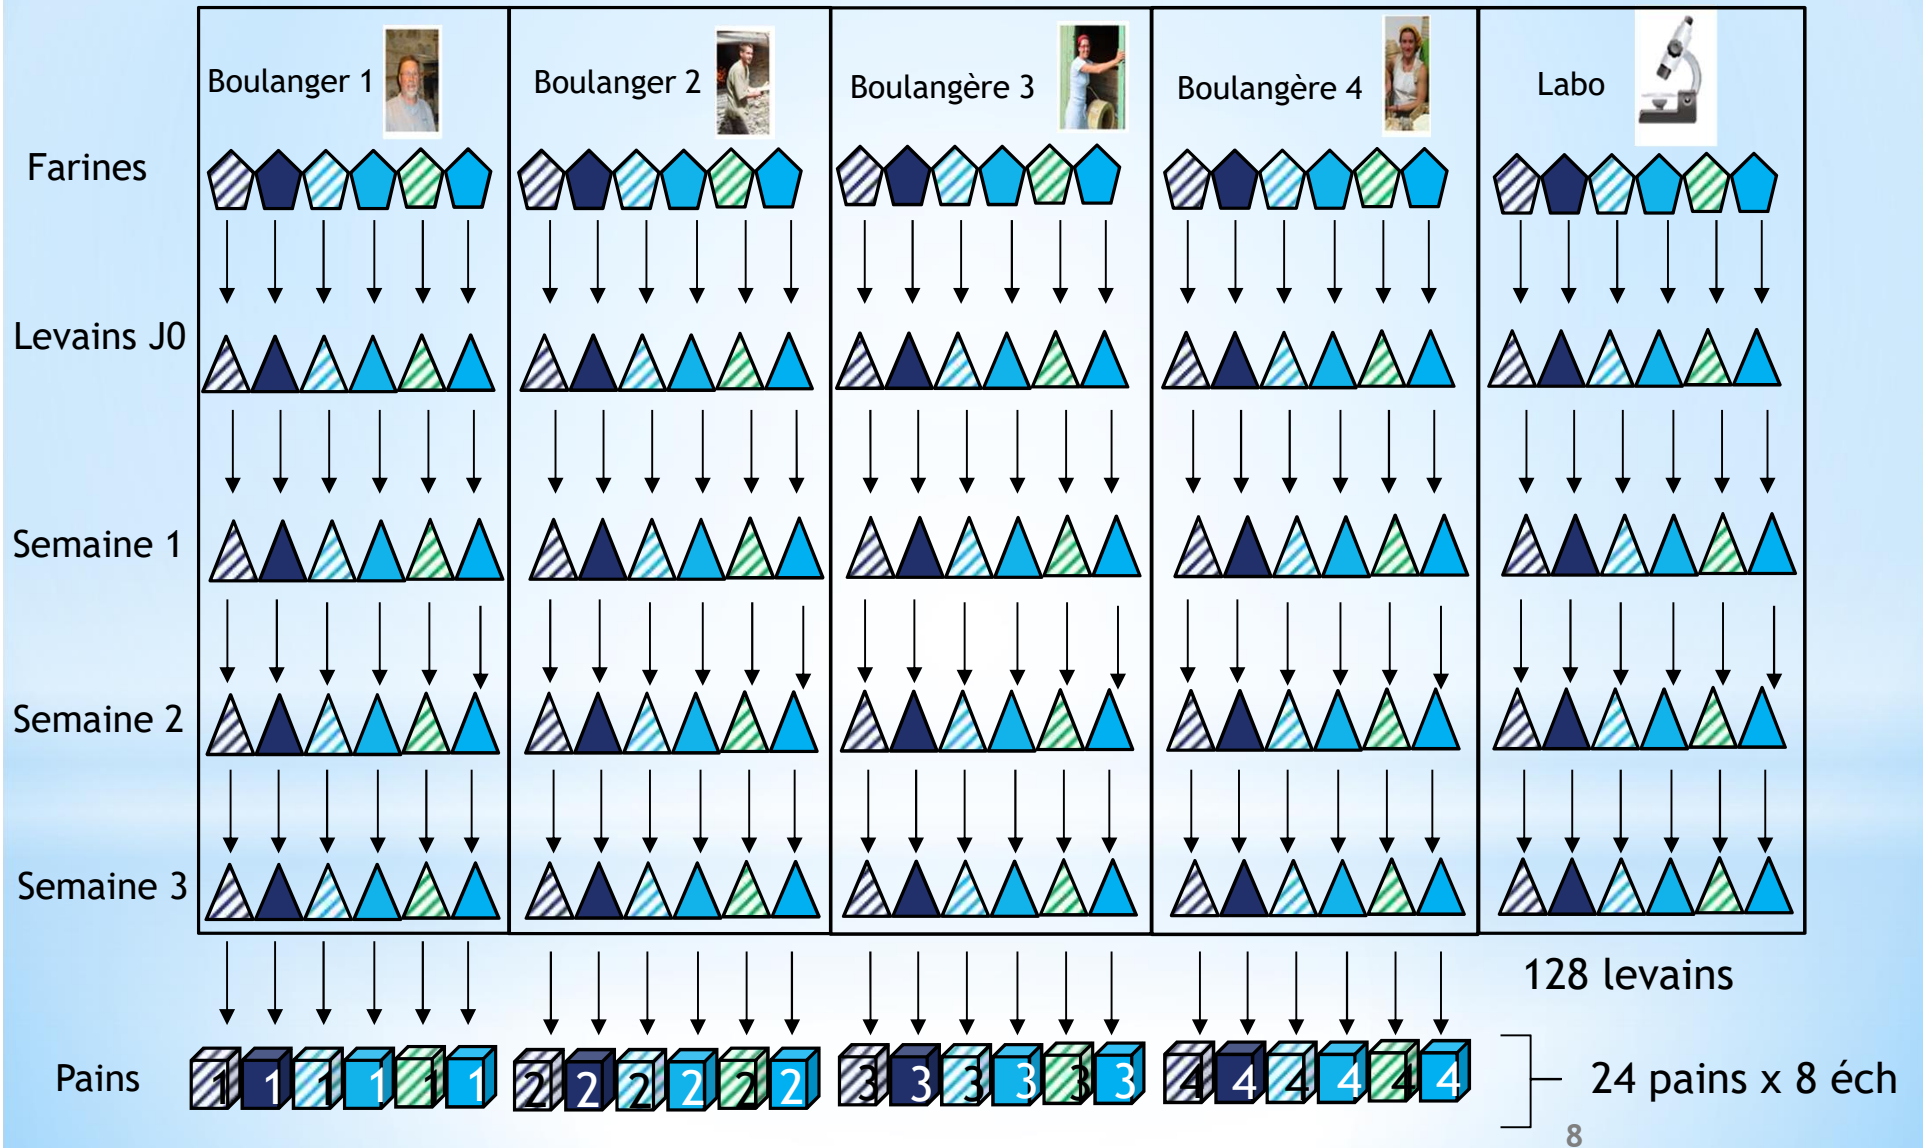 Boulanger 1
Boulanger 2
Boulangère 3
Boulangère 4
Labo
Farines
Levains J0
Semaine 1
Semaine 2
Semaine 3
128 levains
Pains
1 1 1 1 1 1
2 2 2 2 2 2
3 3 3 3 3 3
4 4 4 4 4 4
24 pains x 8 éch
8